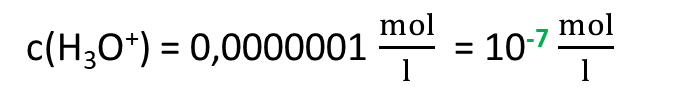 c(H₃O⁺) = 0,0000001 mol/l = 10⁻⁷ mol/l